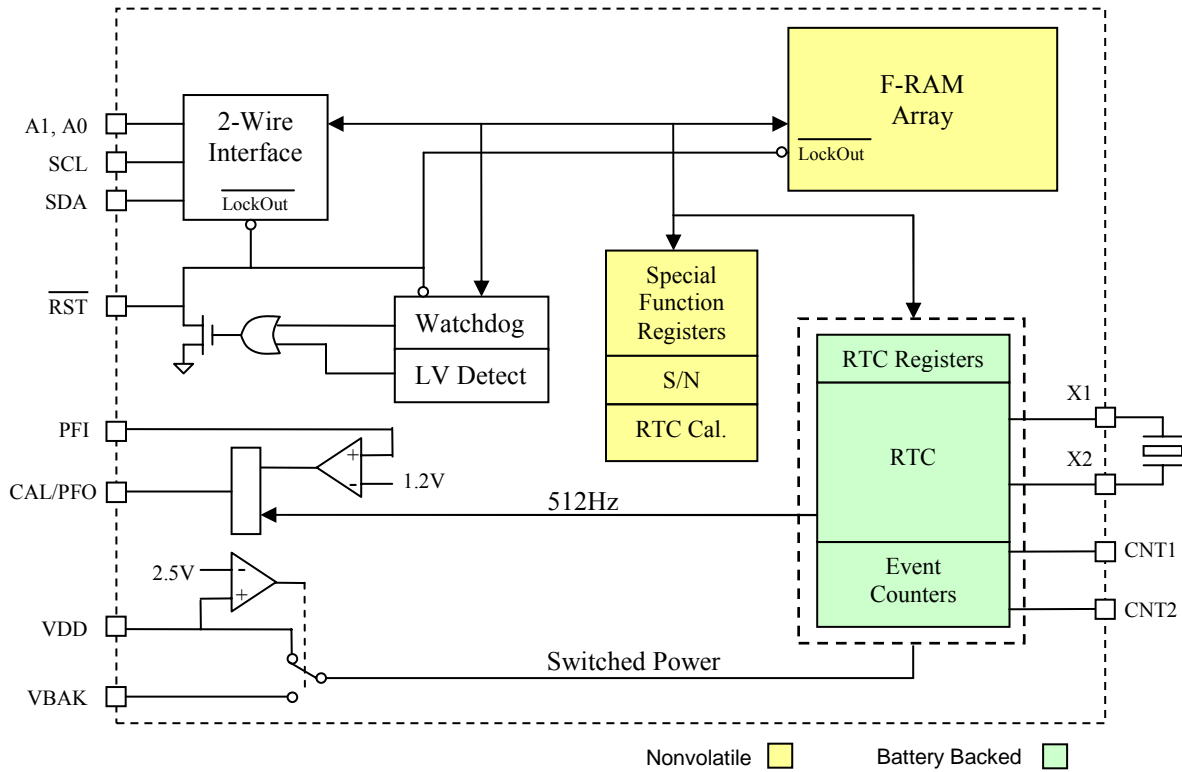 F-RAM
Array
LockOut
A1, A0
SCL
SDA
2-Wire
Interface
LockOut
RST
Watchdog
LV Detect
Special
Function
Registers
S/N
RTC Cal.
RTC Registers
RTC
Event
Counters
X1
X2
CNT1
CNT2
PFI
+
-
1.2V
CAL/PFO
512Hz
2.5V
-
+
VDD
VBAK
Switched Power
Nonvolatile
Battery Backed